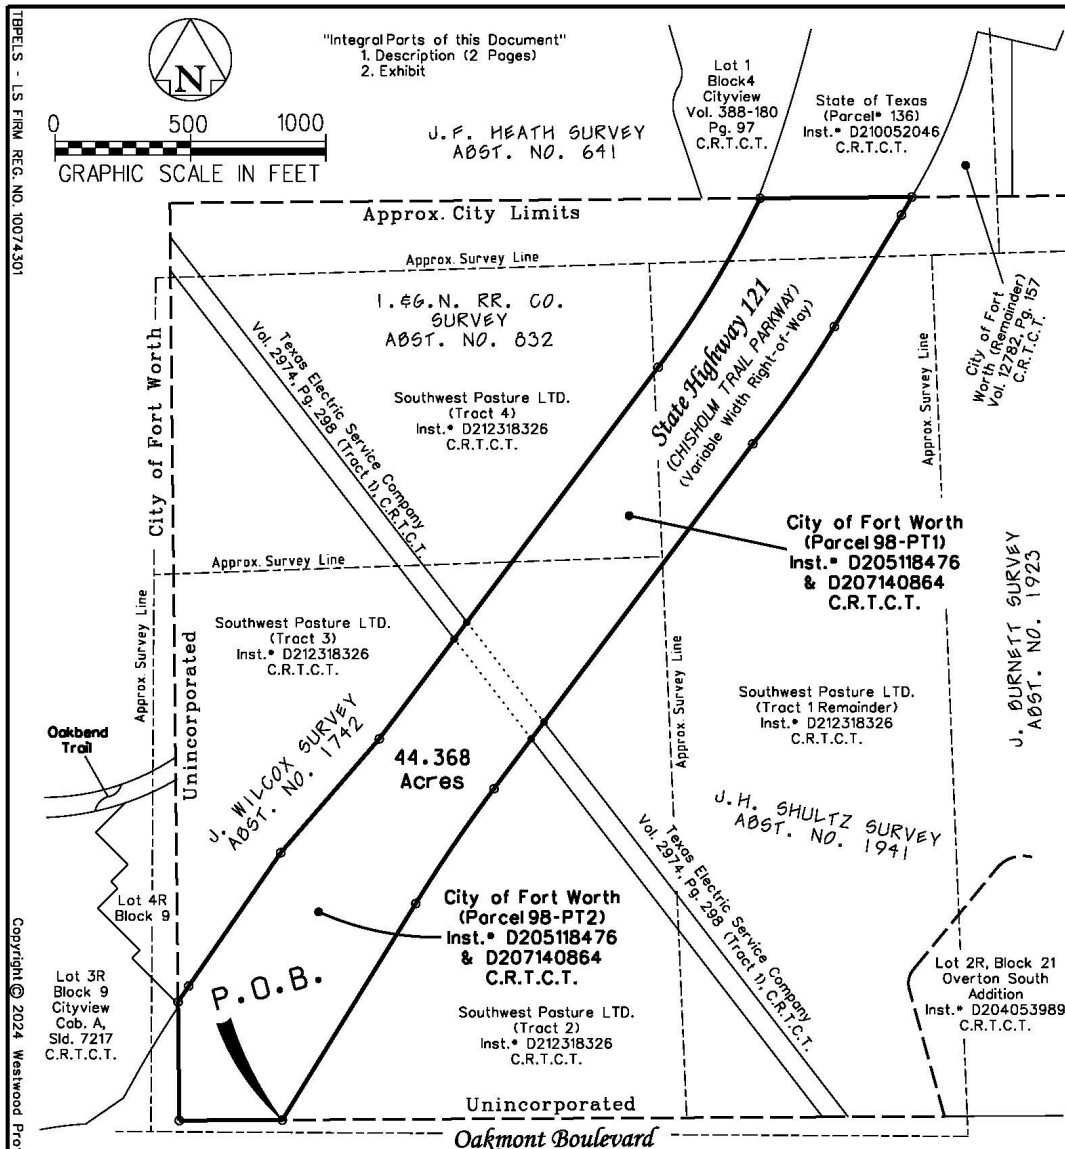 TBPELS - LS FIRM REG. NO. 10074301
N
"Integral Parts of this Document"
1. Description (2 Pages)
2. Exhibit
0 500 1000
GRAPHIC SCALE IN FEET
J.F. HEATH SURVEY
ABST. NO. 641
Lot 1
Block4
Cityview
Vol. 388-180
Pg. 97
C.R.T.C.T.
State of Texas
(Parcel# 136)
Inst.# D210052046
C.R.T.C.T.
Approx. City Limits
Approx. Survey Line
I.&G.N. RR. CO.
SURVEY
ABST. NO. 832
City of Fort Worth
Texas Electric Service Company
Vol. 2974, Pg. 298 (Tract 1), C.R.T.C.T.
State Highway 121
(CHISHOLM TRAIL PARKWAY)
(Variable Width Right-of-Way)
City of Fort
Worth (Remainder)
Vol. 12782, Pg. 157
C.R.T.C.T.
Approx. Survey Line
Southwest Pasture LTD.
(Tract 4)
Inst.# D212318326
C.R.T.C.T.
City of Fort Worth
(Parcel 98-PT1)
Inst.# D205118476
& D207140864
C.R.T.C.T.
J. BURNETT SURVEY
ABST. NO. 1923
Approx. Survey Line
Approx. Survey Line
Unincorporated
Southwest Pasture LTD.
(Tract 3)
Inst.# D212318326
C.R.T.C.T.
Approx. Survey Line
Southwest Pasture LTD.
(Tract 1 Remainder)
Inst.# D212318326
C.R.T.C.T.
Oakbend
Trail
J. WILCOX SURVEY
ABST. NO. 1742
44.368
Acres
J.H. SHULTZ SURVEY
ABST. NO. 1941
Texas Electric Service Company
Vol. 2974, Pg. 298 (Tract 1), C.R.T.C.T.
Lot 4R
Block 9
City of Fort Worth
(Parcel 98-PT2)
Inst.# D205118476
& D207140864
C.R.T.C.T.
Lot 3R
Block 9
Cityview
Cab. A,
Sld. 7217
C.R.T.C.T.
P.O.B.
Southwest Pasture LTD.
(Tract 2)
Inst.# D212318326
C.R.T.C.T.
Lot 2R, Block 21
Overton South
Addition
Inst.# D204053989
C.R.T.C.T.
Unincorporated
Oakmont Boulevard
Copyright © 2024 Westwood Pro